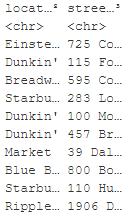 locat…² stree…³
<chr> <chr>
Einste… 725 Co…
Dunkin' 115 Fo…
Breadw… 595 Co…
Starbu… 283 Lo…
Dunkin' 100 Mo…
Dunkin' 457 Br…
Market 39 Dal…
Blue B… 800 Bo…
Starbu… 110 Hu…
Ripple… 1906 D…